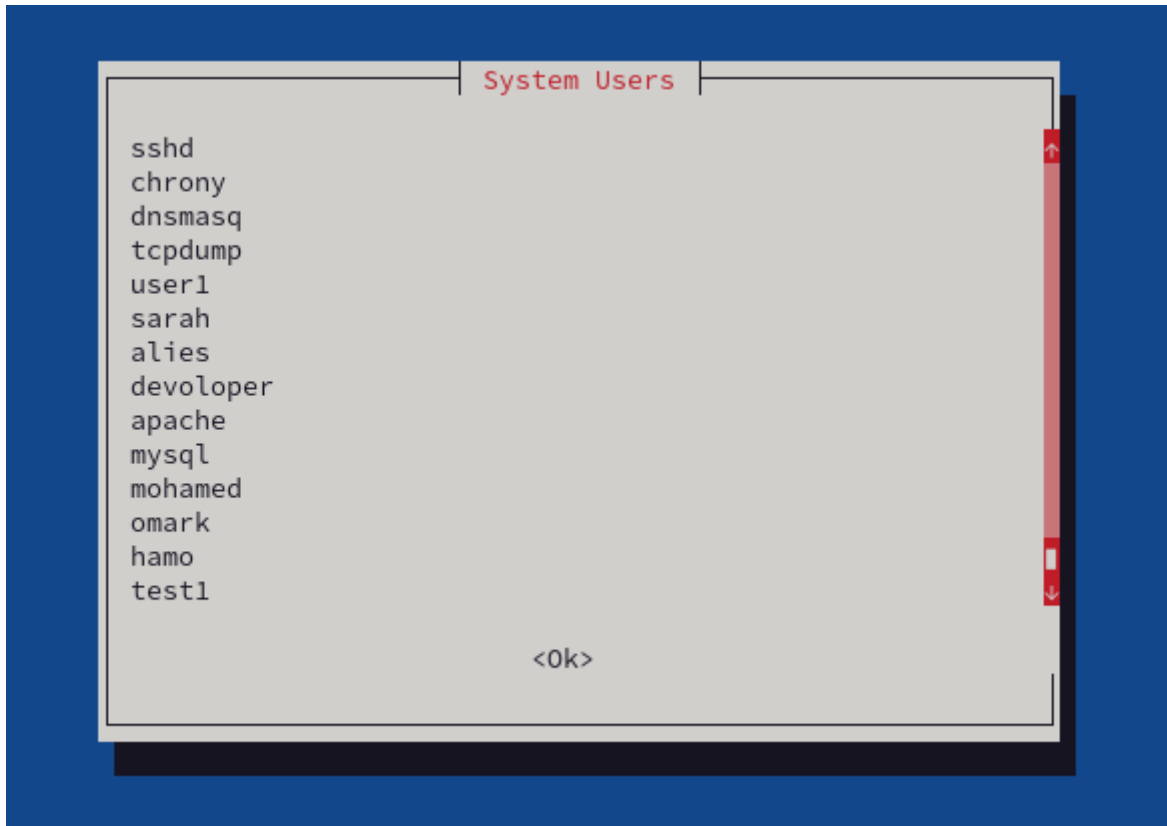 System Users
sshd
chrony
dnsmasq
tcpdump
user1
sarah
alies
devoloper
apache
mysql
mohamed
omark
hamo
test1
<Ok>